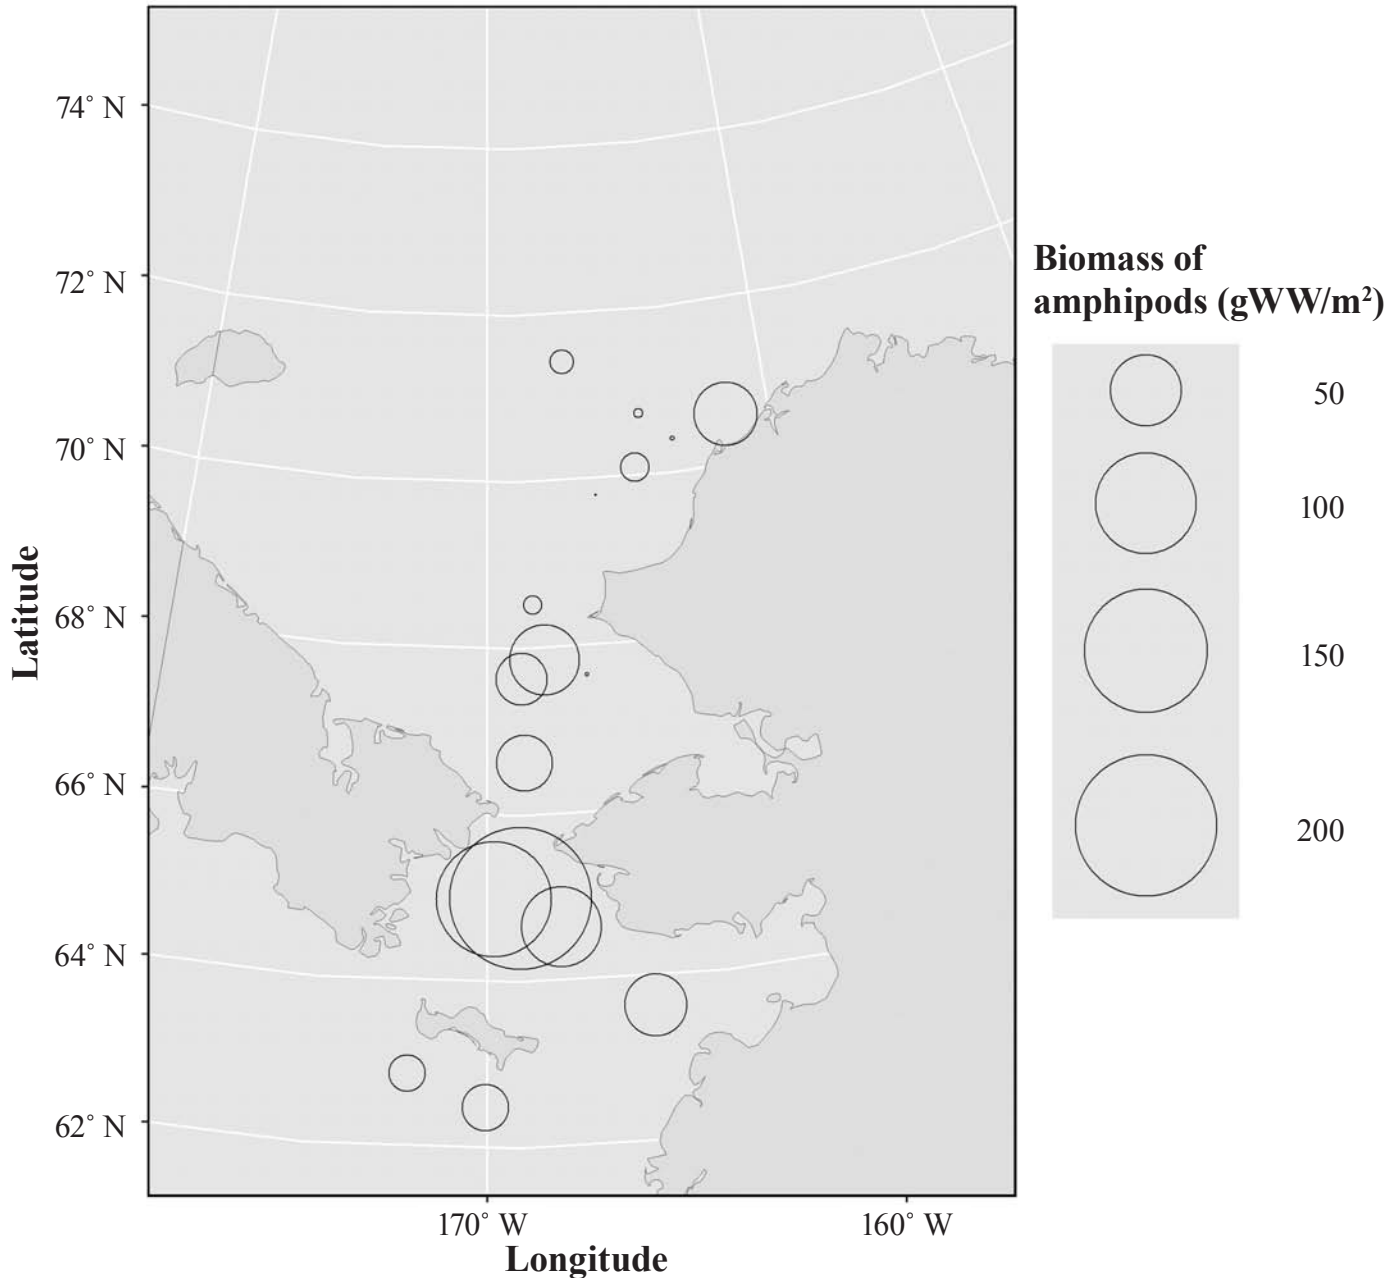 74° N
72° N
70° N
68° N
66° N
64° N
62° N
Latitude
170° W
160° W
Longitude
Biomass of
amphipods (gWW/m²)
50
100
150
200